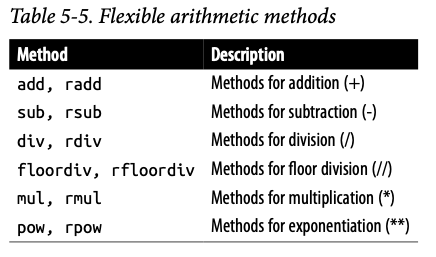 Table 5-5. Flexible arithmetic methods
Method Description
add, radd Methods for addition (+)
sub, rsub Methods for subtraction (-)
div, rdiv Methods for division (/)
floordiv, rfloordiv Methods for floor division (//)
mul, rmul Methods for multiplication (*)
pow, rpow Methods for exponentiation (**)